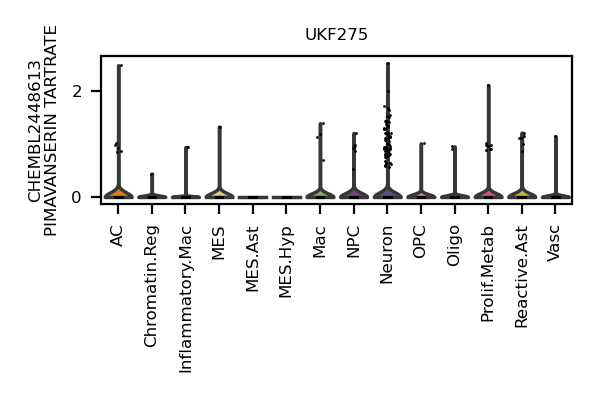 UKF275
CHEMBL2448613
PIMAVANSERIN TARTRATE
2
0
AC
Chromatin.Reg
Inflammatory.Mac
MES
MES.Ast
MES.Hyp
Mac
NPC
Neuron
OPC
Oligo
Prolif.Metab
Reactive.Ast
Vasc